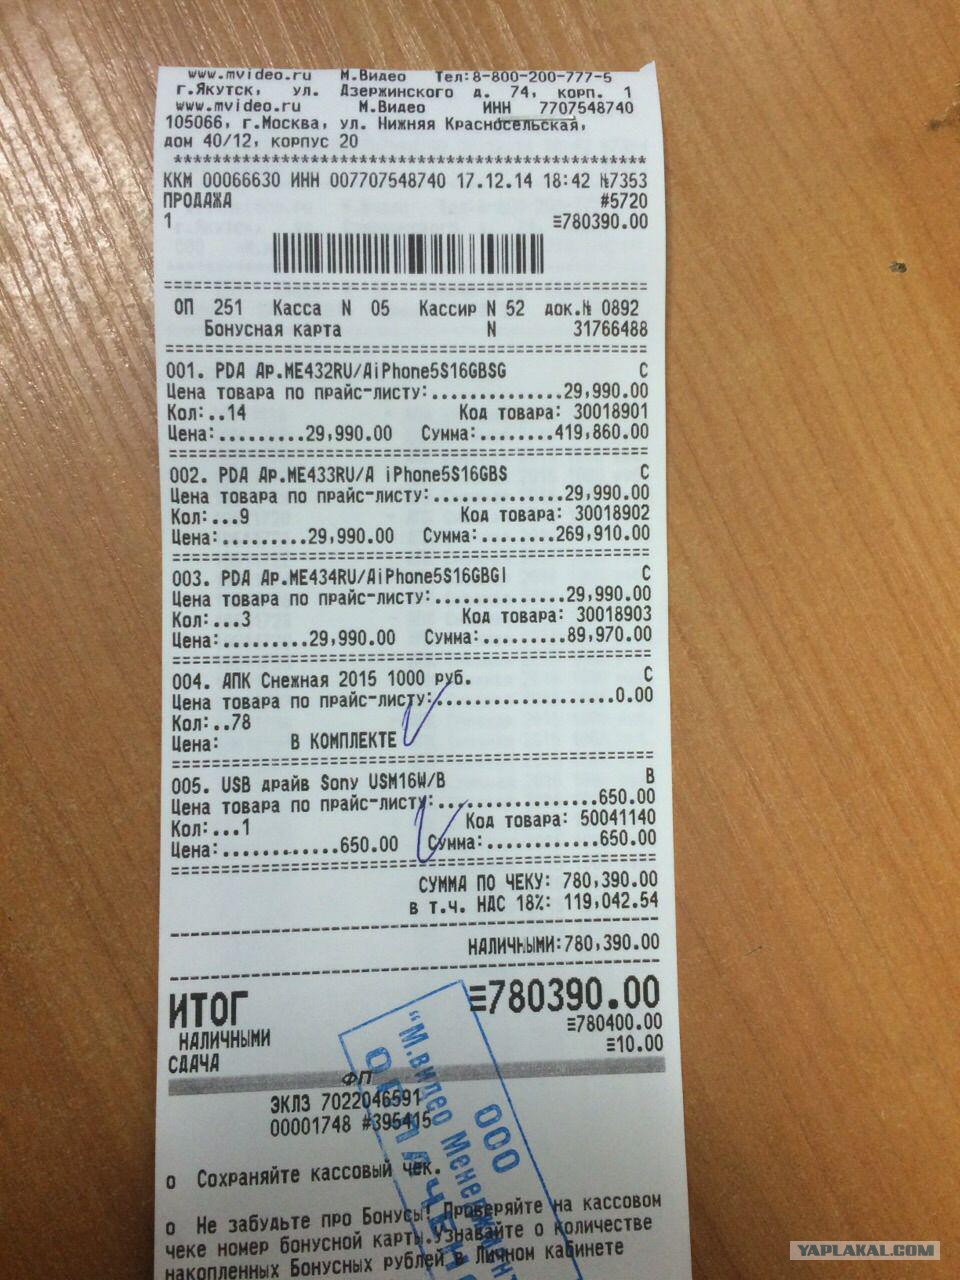 www.mvideo.ru М.Видео Тел:8-800-200-777-5
г.Якутск, ул. Дзержинского д. 74, корп. 1
www.mvideo.ru М.Видео ИНН 7707548740
105066, г.Москва, ул. Нижняя Красносельская,
дом 40/12, корпус 20
************************************************
ККМ 00066630 ИНН 007707548740 17.12.14 18:42 №7353
ПРОДАЖА #5720
1 ≡780390.00
ОП 251 Касса N 05 Кассир N 52 док.№ 0892
Бонусная карта N 31766488
001. PDA Ap.ME432RU/AiPhone5S16GBSG С
Цена товара по прайс-листу:...............29,990.00
Кол:..14 Код товара: 30018901
Цена:.........29,990.00 Сумма:........419,860.00
002. PDA Ap.ME433RU/A iPhone5S16GBS С
Цена товара по прайс-листу:...............29,990.00
Кол:...9 Код товара: 30018902
Цена:.........29,990.00 Сумма:........269,910.00
003. PDA Ap.ME434RU/AiPhone5S16GBGl С
Цена товара по прайс-листу:...............29,990.00
Кол:...3 Код товара: 30018903
Цена:.........29,990.00 Сумма:.........89,970.00
004. АПК Снежная 2015 1000 руб. С
Цена товара по прайс-листу:....................0.00
Кол:..78
Цена: В КОМПЛЕКТЕ
005. USB драйв Sony USM16W/B В
Цена товара по прайс-листу:..................650.00
Кол:...1 Код товара: 50041140
Цена:............650.00 Сумма:............650.00
СУММА ПО ЧЕКУ: 780,390.00
в т.ч. НДС 18%: 119,042.54
НАЛИЧНЫМИ:780,390.00
ИТОГ ≡780390.00
НАЛИЧНЫМИ ≡780400.00
СДАЧА ≡10.00
ФП
ЭКЛЗ 7022046591
00001748 #395415
ООО
"М.видео Менеджмент
о Сохраняйте кассовый чек.
о Не забудьте про Бонусы! Проверяйте на кассовом
чеке номер бонусной карты.Узнавайте о количестве
накопленных Бонусных рублей в Личном кабинете
YAPLAKAL.COM